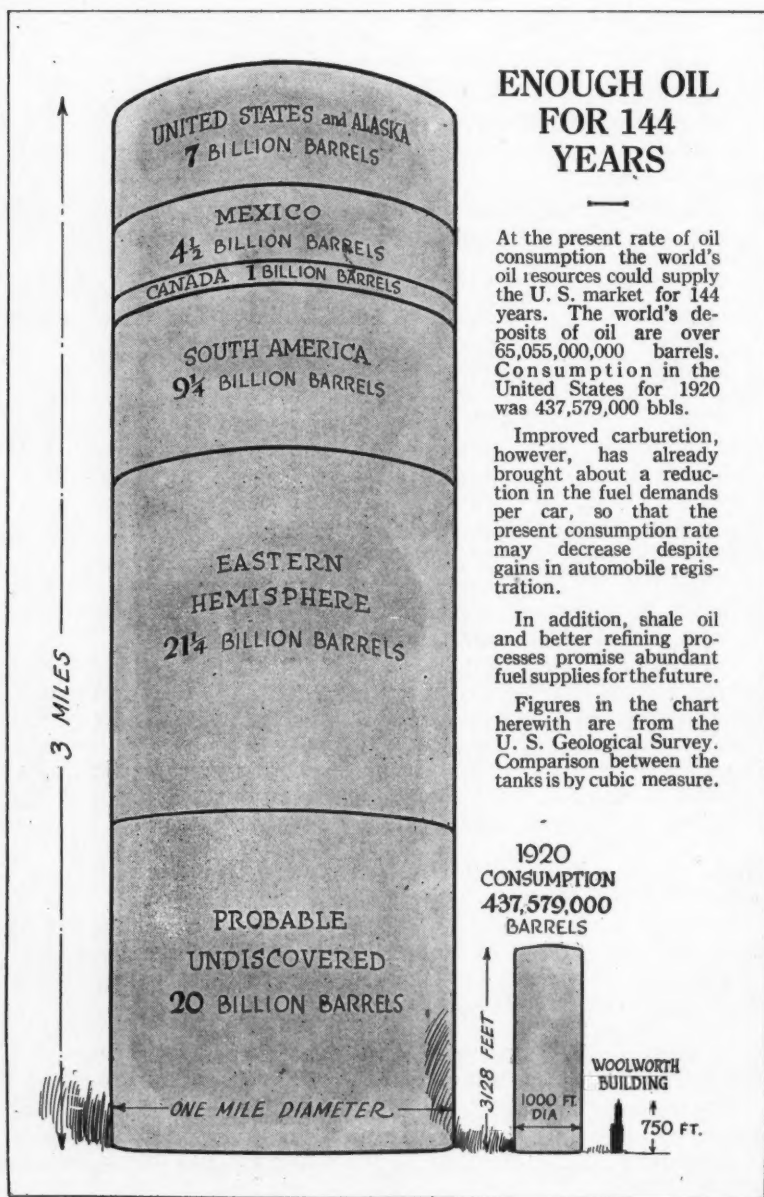 ENOUGH OIL
FOR 144
YEARS
At the present rate of oil
consumption the world's
oil resources could supply
the U. S. market for 144
years. The world's de-
posits of oil are over
65,055,000,000 barrels.
Consumption in the
United States for 1920
was 437,579,000 bbls.
Improved carburetion,
however, has already
brought about a reduc-
tion in the fuel demands
per car, so that the
present consumption rate
may decrease despite
gains in automobile regis-
tration.
In addition, shale oil
and better refining pro-
cesses promise abundant
fuel supplies for the future.
Figures in the chart
herewith are from the
U. S. Geological Survey.
Comparison between the
tanks is by cubic measure.
UNITED STATES and ALASKA
7 BILLION BARRELS
MEXICO
4½ BILLION BARRELS
CANADA 1 BILLION BARRELS
SOUTH AMERICA
9¼ BILLION BARRELS
EASTERN
HEMISPHERE
21¼ BILLION BARRELS
PROBABLE
UNDISCOVERED
20 BILLION BARRELS
ONE MILE DIAMETER
3 MILES
1920
CONSUMPTION
437,579,000
BARRELS
3128 FEET
1000 FT.
DIA
WOOLWORTH
BUILDING
750 FT.